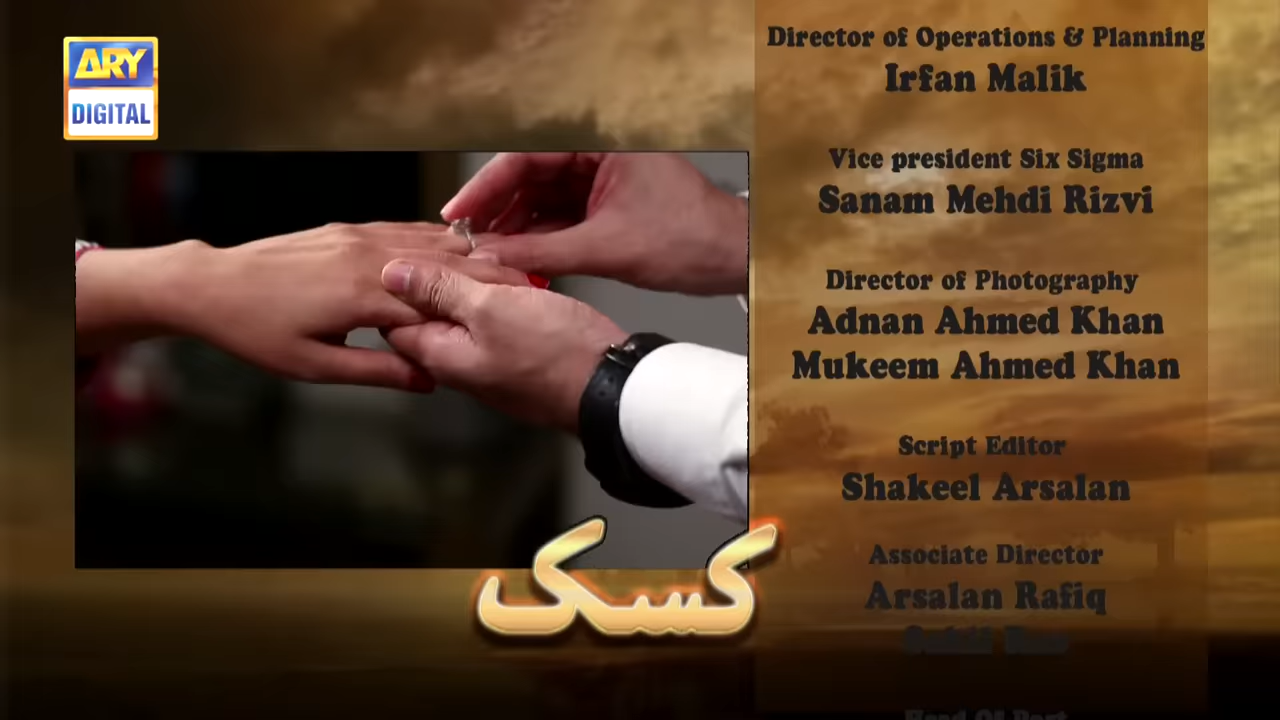 ARY
DIGITAL
Director of Operations & Planning
Irfan Malik
Vice president Six Sigma
Sanam Mehdi Rizvi
Director of Photography
Adnan Ahmed Khan
Mukeem Ahmed Khan
Script Editor
Shakeel Arsalan
Associate Director
Arsalan Rafiq
کسک